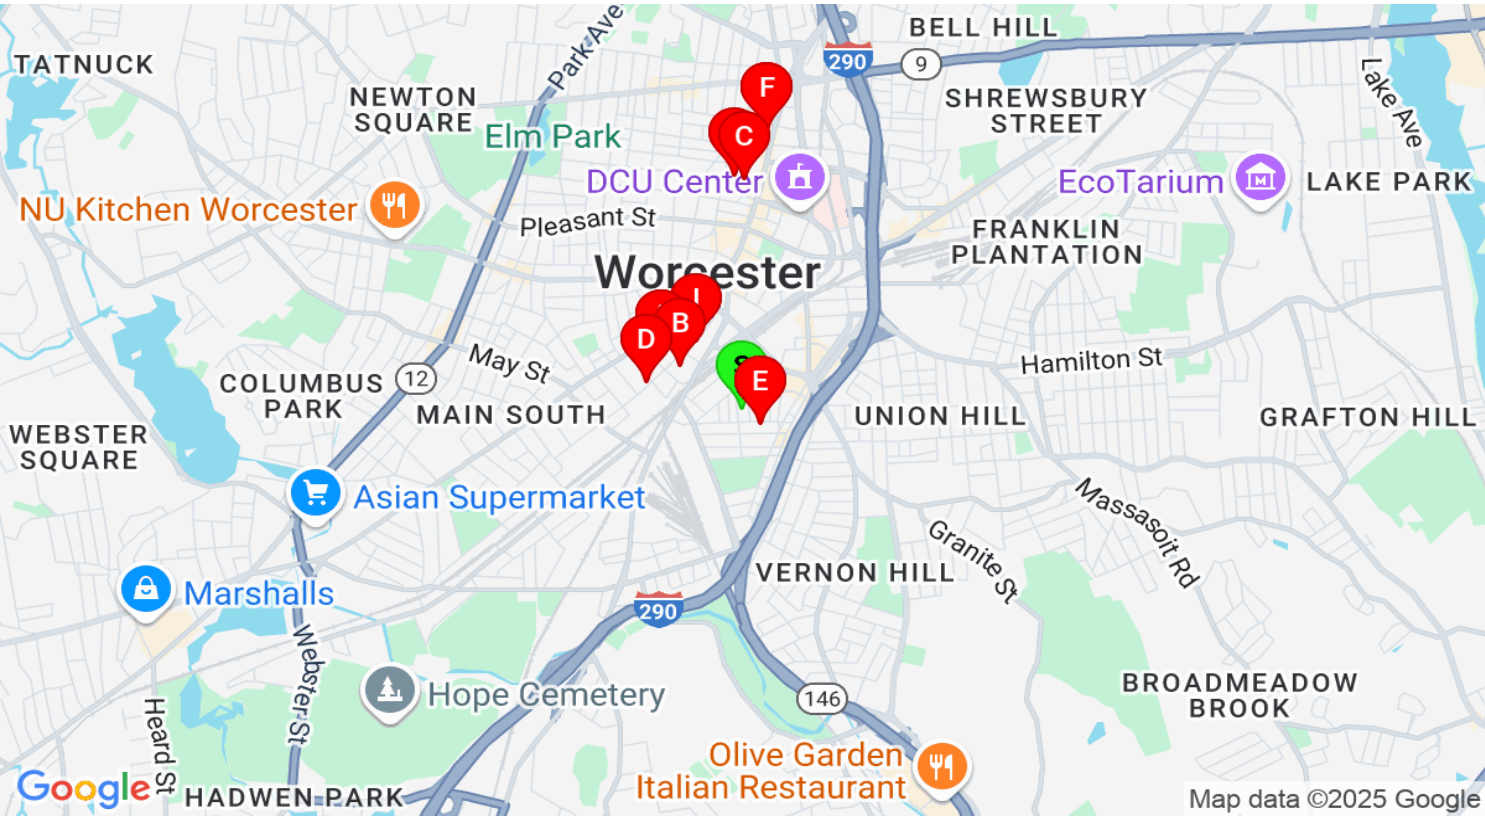 BELL HILL
TATNUCK
Park Ave
290
9
Lake Ave
NEWTON
SQUARE
F
SHREWSBURY
STREET
Elm Park
C
DCU Center
EcoTarium
LAKE PARK
NU Kitchen Worcester
Pleasant St
FRANKLIN
PLANTATION
Worcester
B
D
May St
Hamilton St
COLUMBUS
PARK
12
E
MAIN SOUTH
UNION HILL
GRAFTON HILL
WEBSTER
SQUARE
Asian Supermarket
Massasoit Rd
Granite St
VERNON HILL
Marshalls
290
Webster St
Hope Cemetery
146
BROADMEADOW
BROOK
Heard St
Olive Garden
Italian Restaurant
Google
HADWEN PARK
Map data ©2025 Google